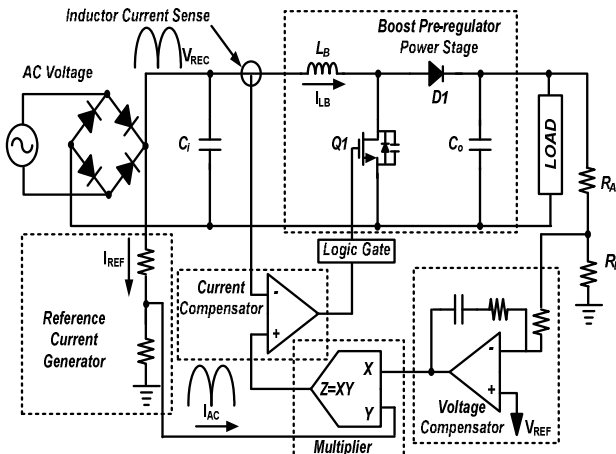 Inductor Current Sense
Boost Pre-regulator
Power Stage
AC Voltage
VREC
LB
ILB
D1
Ci
Q1
Co
LOAD
RA
Logic Gate
IREF
Current
Compensator
-
+
Reference
Current
Generator
IAC
Z=XY
X
Y
Multiplier
-
+
Voltage
Compensator
VREF